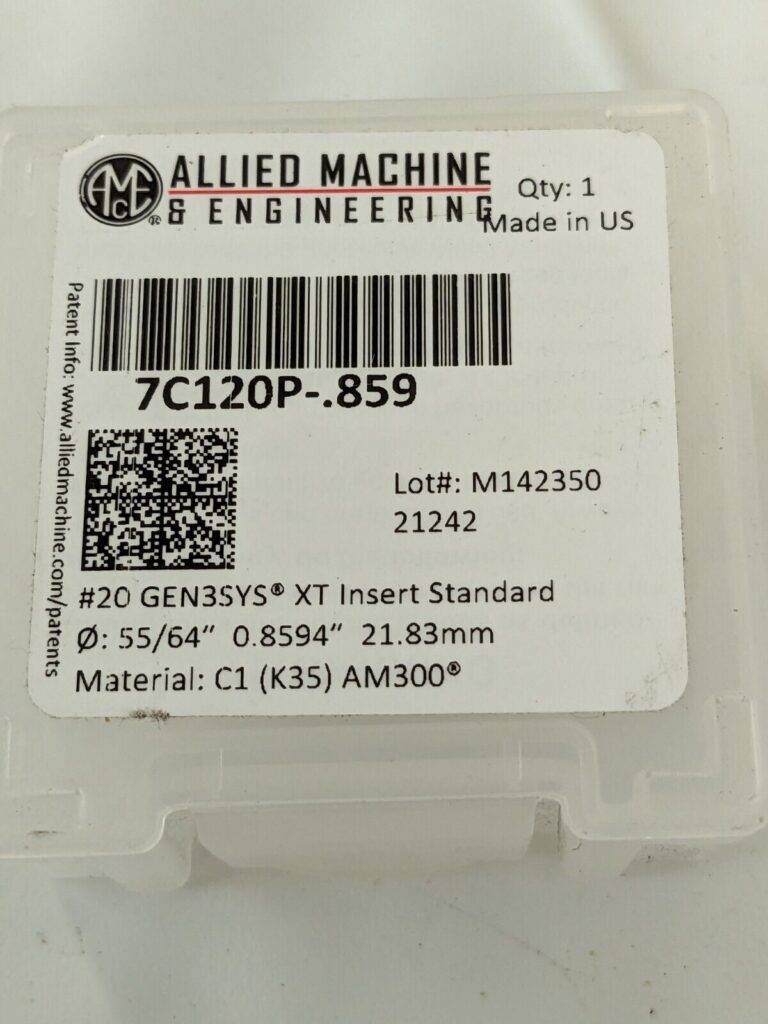 AMCC®
ALLIED MACHINE
& ENGINEERING
Qty: 1
Made in US
Patent Info: www.alliedmachine.com/patents
7C120P-.859
Lot#: M142350
21242
#20 GEN3SYS® XT Insert Standard
Ø: 55/64” 0.8594” 21.83mm
Material: C1 (K35) AM300®